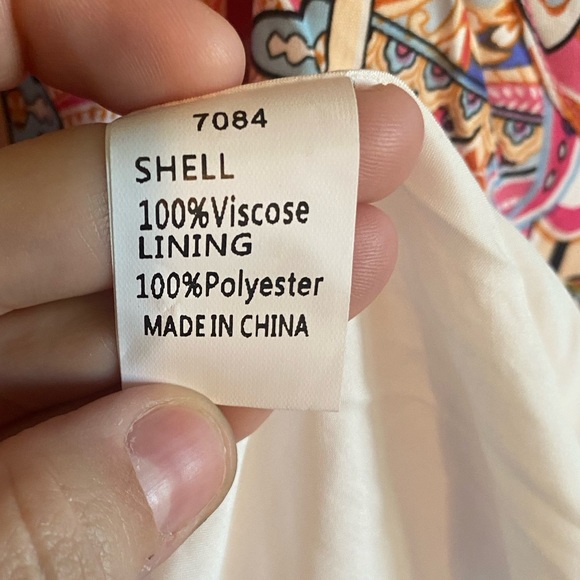 7084
SHELL
100%Viscose
LINING
100%Polyester
MADE IN CHINA